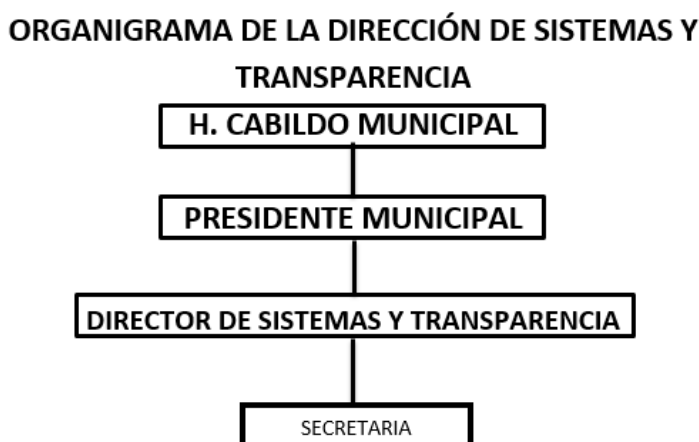 ORGANIGRAMA DE LA DIRECCIÓN DE SISTEMAS Y
TRANSPARENCIA
H. CABILDO MUNICIPAL
PRESIDENTE MUNICIPAL
DIRECTOR DE SISTEMAS Y TRANSPARENCIA
SECRETARIA